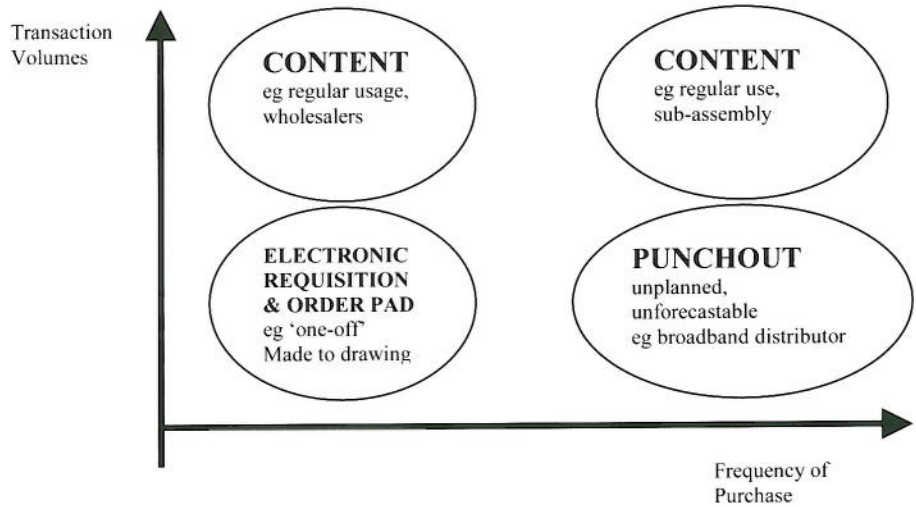 Transaction
Volumes
CONTENT
eg regular usage,
wholesalers
CONTENT
eg regular use,
sub-assembly
ELECTRONIC
REQUISITION
& ORDER PAD
eg 'one-off'
Made to drawing
PUNCHOUT
unplanned,
unforecastable
eg broadband distributor
Frequency of
Purchase